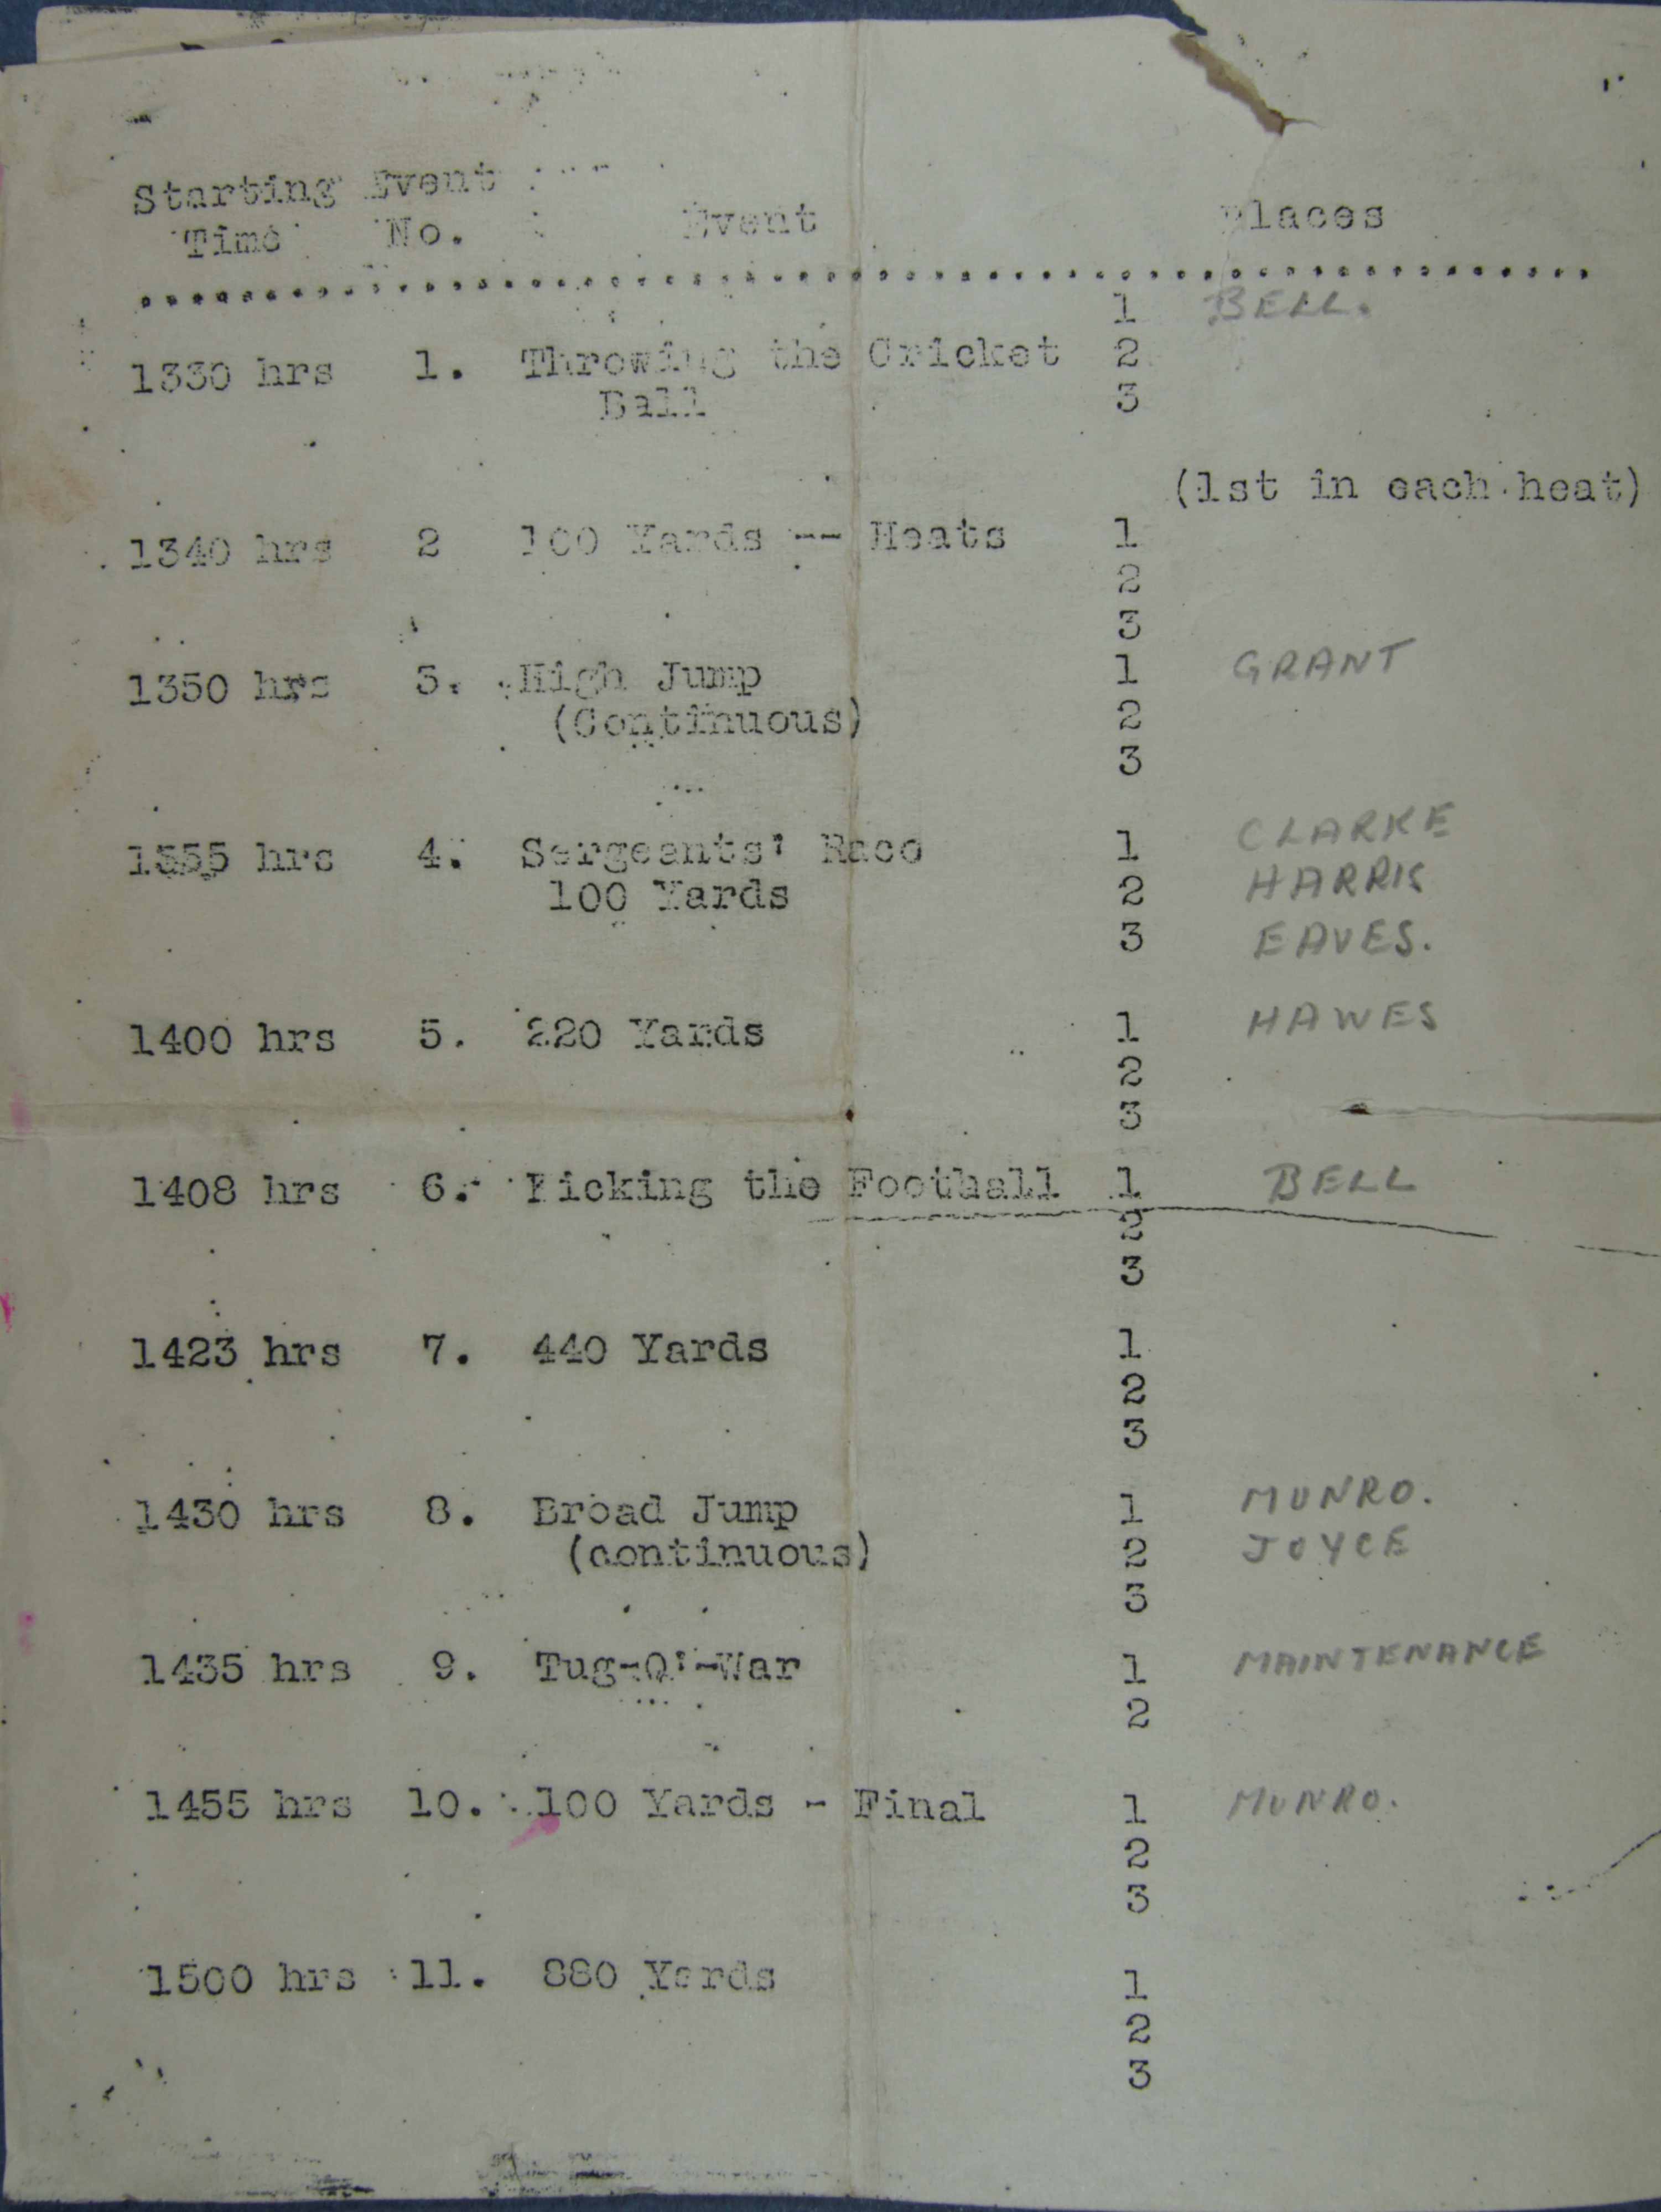 Starting Event
Time No. Event Places
1 BELL.
1330 hrs 1. Throwing the Cricket 2
Ball 3
(1st in each heat)
1340 hrs 2 100 Yards -- Heats 1
2
3
1350 hrs 3. High Jump 1 GRANT
(Continuous) 2
3
1355 hrs 4. Sergeants' Race 1 CLARKE
100 Yards 2 HARRIS
3 EAVES.
1400 hrs 5. 220 Yards 1 HAWES
2
3
1408 hrs 6. Kicking the Football 1 BELL
2
3
1423 hrs 7. 440 Yards 1
2
3
1430 hrs 8. Broad Jump 1 MUNRO.
(continuous) 2 JOYCE
3
1435 hrs 9. Tug-O'-War 1 MAINTENANCE
2
1455 hrs 10. 100 Yards - Final 1 MUNRO.
2
3
1500 hrs 11. 880 Yards 1
2
3